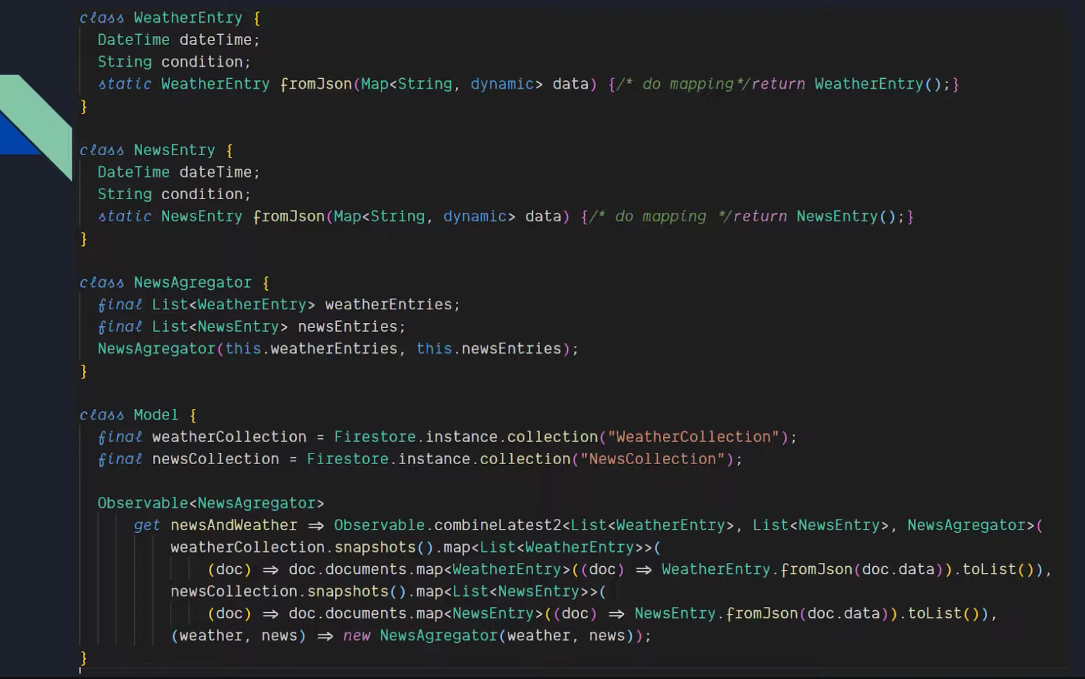 class WeatherEntry {
DateTime dateTime;
String condition;
static WeatherEntry fromJson(Map<String, dynamic> data) {/* do mapping*/return WeatherEntry();}
}
class NewsEntry {
DateTime dateTime;
String condition;
static NewsEntry fromJson(Map<String, dynamic> data) {/* do mapping */return NewsEntry();}
}
class NewsAgregator {
final List<WeatherEntry> weatherEntries;
final List<NewsEntry> newsEntries;
NewsAgregator(this.weatherEntries, this.newsEntries);
}
class Model {
final weatherCollection = Firestore.instance.collection("WeatherCollection");
final newsCollection = Firestore.instance.collection("NewsCollection");
Observable<NewsAgregator>
get newsAndWeather => Observable.combineLatest2<List<WeatherEntry>, List<NewsEntry>, NewsAgregator>(
weatherCollection.snapshots().map<List<WeatherEntry>>(
(doc) => doc.documents.map<WeatherEntry>((doc) => WeatherEntry.fromJson(doc.data)).toList()),
newsCollection.snapshots().map<List<NewsEntry>>(
(doc) => doc.documents.map<NewsEntry>((doc) => NewsEntry.fromJson(doc.data)).toList()),
(weather, news) => new NewsAgregator(weather, news));
}